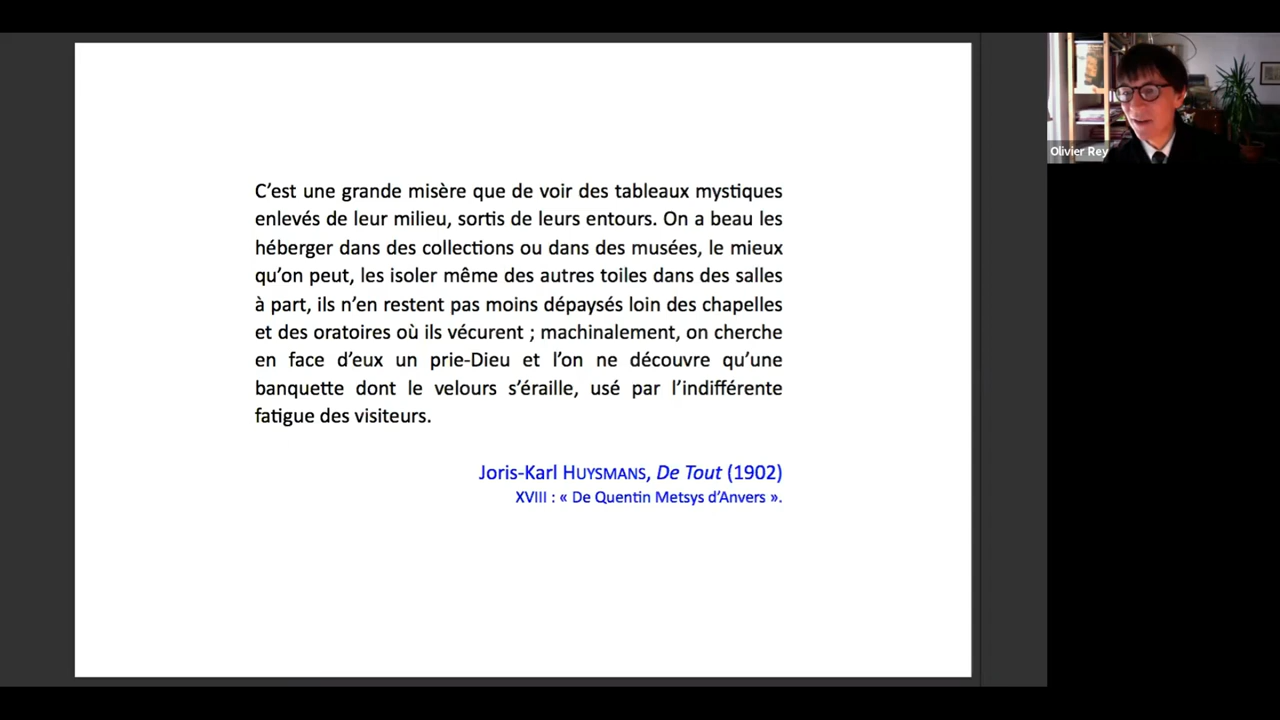 C’est une grande misère que de voir des tableaux mystiques
enlevés de leur milieu, sortis de leurs entours. On a beau les
héberger dans des collections ou dans des musées, le mieux
qu’on peut, les isoler même des autres toiles dans des salles
à part, ils n’en restent pas moins dépaysés loin des chapelles
et des oratoires où ils vécurent ; machinalement, on cherche
en face d’eux un prie-Dieu et l’on ne découvre qu’une
banquette dont le velours s’éraille, usé par l’indifférente
fatigue des visiteurs.
Joris-Karl HUYSMANS, De Tout (1902)
XVIII : « De Quentin Metsys d’Anvers ».
Olivier Rey